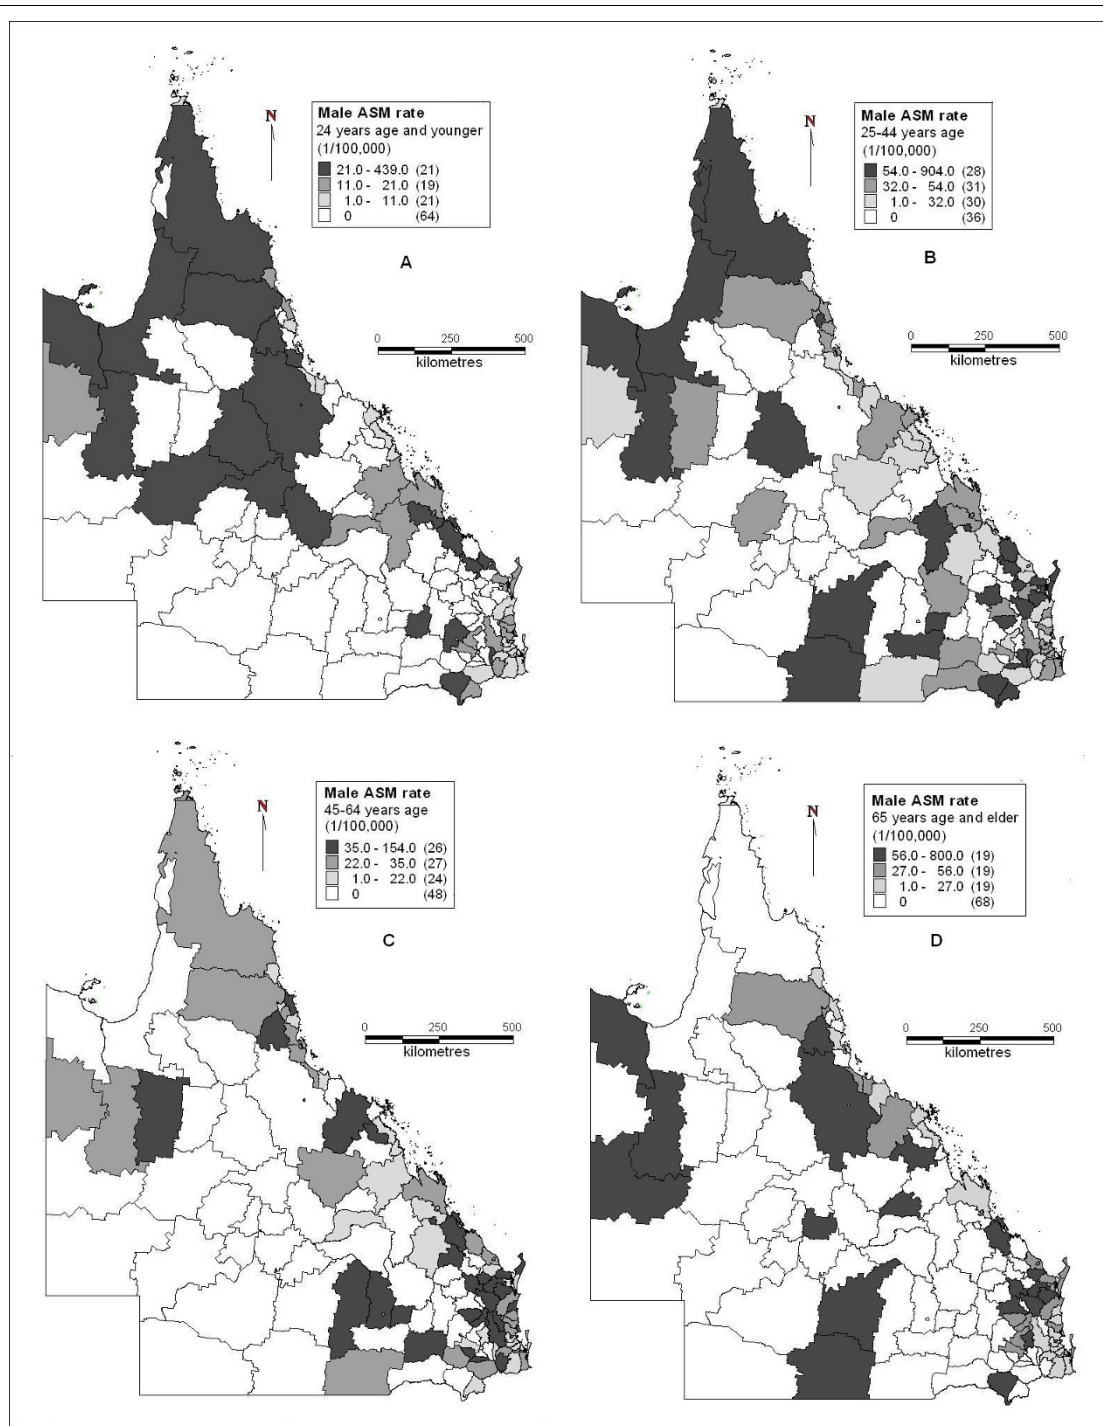 N
Male ASM rate
24 years age and younger
(1/100,000)
21.0 - 439.0 (21)
11.0 - 21.0 (19)
1.0 - 11.0 (21)
0 (64)
A
0 250 500
kilometres
N
Male ASM rate
25-44 years age
(1/100,000)
54.0 - 904.0 (28)
32.0 - 54.0 (31)
1.0 - 32.0 (30)
0 (36)
B
0 250 500
kilometres
N
Male ASM rate
45-64 years age
(1/100,000)
35.0 - 154.0 (26)
22.0 - 35.0 (27)
1.0 - 22.0 (24)
0 (48)
C
0 250 500
kilometres
N
Male ASM rate
65 years age and elder
(1/100,000)
56.0 - 800.0 (19)
27.0 - 56.0 (19)
1.0 - 27.0 (19)
0 (68)
D
0 250 500
kilometres